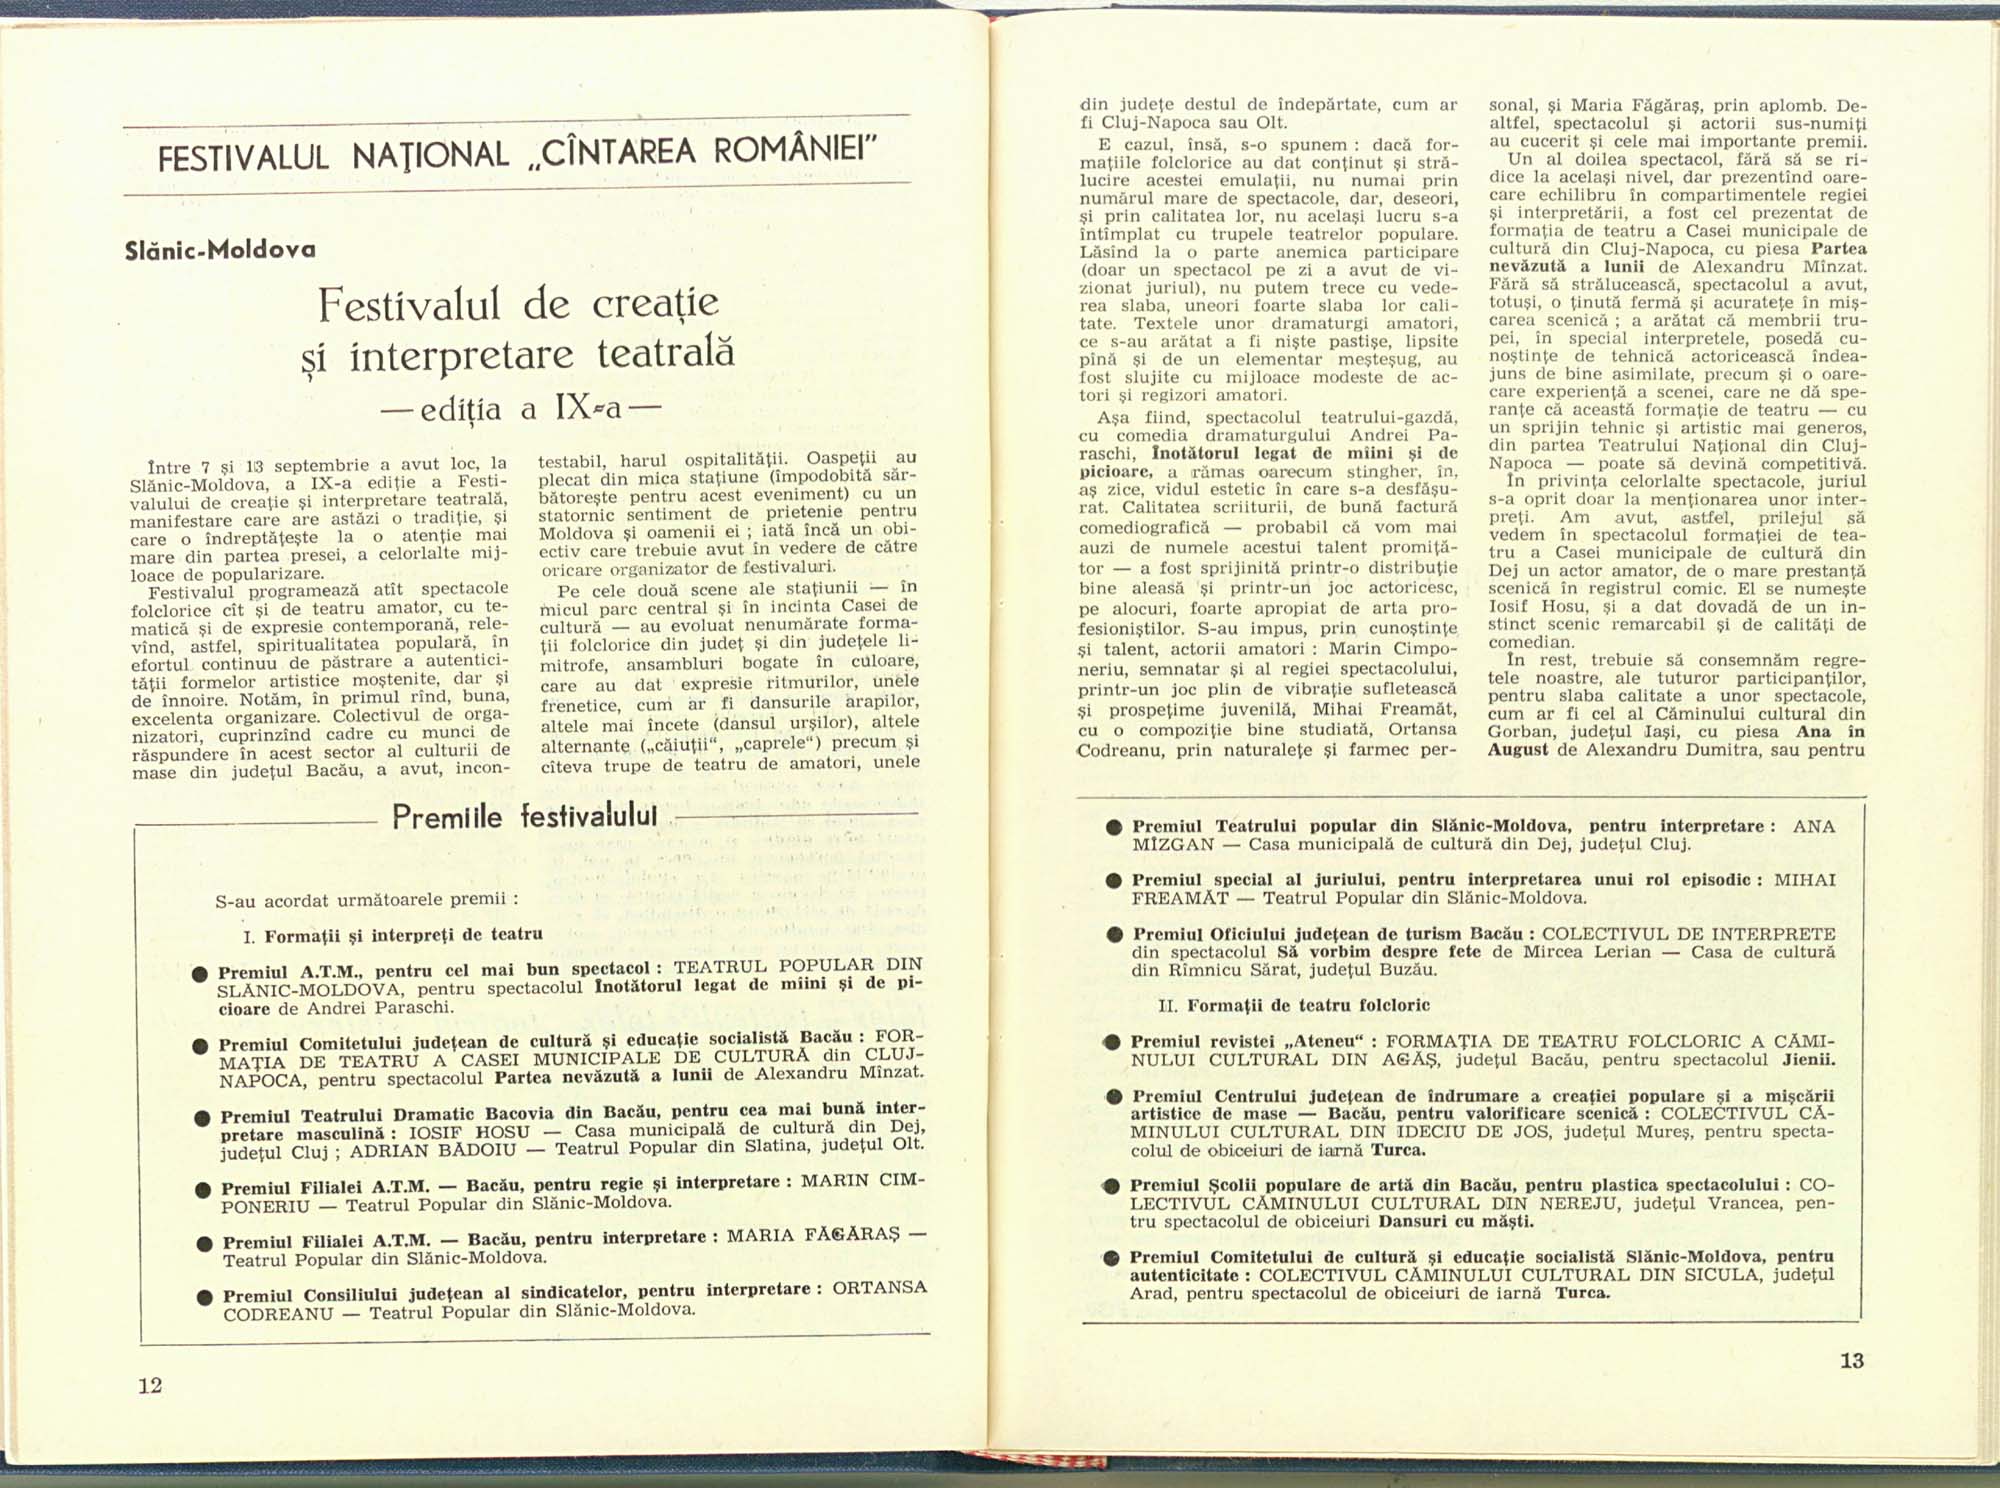 FESTIVALUL NAŢIONAL „CÎNTAREA ROMÂNIEI"
Slănic-Moldova
Festivalul de creaţie
şi interpretare teatrală
— ediţia a IX-a —
Între 7 şi 13 septembrie a avut loc, la
Slănic-Moldova, a IX-a ediţie a Festi-
valului de creaţie şi interpretare teatrală,
manifestare care are astăzi o tradiţie, şi
care o îndreptăţeşte la o atenţie mai
mare din partea presei, a celorlalte mij-
loace de popularizare.
Festivalul programează atît spectacole
folclorice cît şi de teatru amator, cu te-
matică şi de expresie contemporană, rele-
vînd, astfel, spiritualitatea populară, în
efortul continuu de păstrare a autentici-
tăţii formelor artistice moştenite, dar şi
de înnoire. Notăm, în primul rînd, buna,
excelenta organizare. Colectivul de orga-
nizatori, cuprinzînd cadre cu munci de
răspundere în acest sector al culturii de
mase din judeţul Bacău, a avut, incon-
testabil, harul ospitalităţii. Oaspeţii au
plecat din mica staţiune (împodobită săr-
bătoreşte pentru acest eveniment) cu un
statornic sentiment de prietenie pentru
Moldova şi oamenii ei ; iată încă un obi-
ectiv care trebuie avut în vedere de către
oricare organizator de festivaluri.
Pe cele două scene ale staţiunii — în
micul parc central şi în incinta Casei de
cultură — au evoluat nenumărate forma-
ţii folclorice din judeţ şi din judeţele li-
mitrofe, ansambluri bogate în culoare,
care au dat expresie ritmurilor, unele
frenetice, cum ar fi dansurile arapilor,
altele mai încete (dansul urşilor), altele
alternante („căiuţii“, „caprele“) precum şi
cîteva trupe de teatru de amatori, unele
Premiile festivalului
S-au acordat următoarele premii :
I. Formaţii şi interpreţi de teatru
● Premiul A.T.M., pentru cel mai bun spectacol : TEATRUL POPULAR DIN
SLĂNIC-MOLDOVA, pentru spectacolul Înotătorul legat de mîini şi de pi-
cioare de Andrei Paraschi.
● Premiul Comitetului judeţean de cultură şi educaţie socialistă Bacău : FOR-
MAŢIA DE TEATRU A CASEI MUNICIPALE DE CULTURĂ din CLUJ-
NAPOCA, pentru spectacolul Partea nevăzută a lunii de Alexandru Mînzat.
● Premiul Teatrului Dramatic Bacovia din Bacău, pentru cea mai bună inter-
pretare masculină : IOSIF HOSU — Casa municipală de cultură din Dej,
judeţul Cluj ; ADRIAN BĂDOIU — Teatrul Popular din Slatina, judeţul Olt.
● Premiul Filialei A.T.M. — Bacău, pentru regie şi interpretare : MARIN CIM-
PONERIU — Teatrul Popular din Slănic-Moldova.
● Premiul Filialei A.T.M. — Bacău, pentru interpretare : MARIA FĂGĂRAŞ —
Teatrul Popular din Slănic-Moldova.
● Premiul Consiliului judeţean al sindicatelor, pentru interpretare : ORTANSA
CODREANU — Teatrul Popular din Slănic-Moldova.
12
din judeţe destul de îndepărtate, cum ar
fi Cluj-Napoca sau Olt.
E cazul, însă, s-o spunem : dacă for-
maţiile folclorice au dat conţinut şi stră-
lucire acestei emulaţii, nu numai prin
numărul mare de spectacole, dar, deseori,
şi prin calitatea lor, nu acelaşi lucru s-a
întîmplat cu trupele teatrelor populare.
Lăsînd la o parte anemica participare
(doar un spectacol pe zi a avut de vi-
zionat juriul), nu putem trece cu vede-
rea slaba, uneori foarte slaba lor cali-
tate. Textele unor dramaturgi amatori,
ce s-au arătat a fi nişte pastişe, lipsite
pînă şi de un elementar meşteşug, au
fost slujite cu mijloace modeste de ac-
tori şi regizori amatori.
Aşa fiind, spectacolul teatrului-gazdă,
cu comedia dramaturgului Andrei Pa-
raschi, Înotătorul legat de mîini şi de
picioare, a rămas oarecum stingher, în,
aş zice, vidul estetic în care s-a desfăşu-
rat. Calitatea scriiturii, de bună factură
comediografică — probabil că vom mai
auzi de numele acestui talent promiţă-
tor — a fost sprijinită printr-o distribuţie
bine aleasă şi printr-un joc actoricesc,
pe alocuri, foarte apropiat de arta pro-
fesioniştilor. S-au impus, prin cunoştinţe
şi talent, actorii amatori : Marin Cimpo-
neriu, semnatar şi al regiei spectacolului,
printr-un joc plin de vibraţie sufletească
şi prospeţime juvenilă, Mihai Freamăt,
cu o compoziţie bine studiată, Ortansa
Codreanu, prin naturaleţe şi farmec per-
sonal, şi Maria Făgăraş, prin aplomb. De-
altfel, spectacolul şi actorii sus-numiţi
au cucerit şi cele mai importante premii.
Un al doilea spectacol, fără să se ri-
dice la acelaşi nivel, dar prezentînd oare-
care echilibru în compartimentele regiei
şi interpretării, a fost cel prezentat de
formaţia de teatru a Casei municipale de
cultură din Cluj-Napoca, cu piesa Partea
nevăzută a lunii de Alexandru Mînzat.
Fără să strălucească, spectacolul a avut,
totuşi, o ţinută fermă şi acurateţe în miş-
carea scenică ; a arătat că membrii tru-
pei, în special interpretele, posedă cu-
noştinţe de tehnică actoricească îndea-
juns de bine asimilate, precum şi o oare-
care experienţă a scenei, care ne dă spe-
ranţe că această formaţie de teatru — cu
un sprijin tehnic şi artistic mai generos,
din partea Teatrului Naţional din Cluj-
Napoca — poate să devină competitivă.
În privinţa celorlalte spectacole, juriul
s-a oprit doar la menţionarea unor inter-
preţi. Am avut, astfel, prilejul să
vedem în spectacolul formaţiei de tea-
tru a Casei municipale de cultură din
Dej un actor amator, de o mare prestanţă
scenică în registrul comic. El se numeşte
Iosif Hosu, şi a dat dovadă de un in-
stinct scenic remarcabil şi de calităţi de
comedian.
În rest, trebuie să consemnăm regre-
tele noastre, ale tuturor participanţilor,
pentru slaba calitate a unor spectacole,
cum ar fi cel al Căminului cultural din
Gorban, judeţul Iaşi, cu piesa Ana în
August de Alexandru Dumitra, sau pentru
● Premiul Teatrului popular din Slănic-Moldova, pentru interpretare : ANA
MÎZGAN — Casa municipală de cultură din Dej, judeţul Cluj.
● Premiul special al juriului, pentru interpretarea unui rol episodic : MIHAI
FREAMĂT — Teatrul Popular din Slănic-Moldova.
● Premiul Oficiului judeţean de turism Bacău : COLECTIVUL DE INTERPRETE
din spectacolul Să vorbim despre fete de Mircea Lerian — Casa de cultură
din Rîmnicu Sărat, judeţul Buzău.
II. Formaţii de teatru folcloric
● Premiul revistei „Ateneu“ : FORMAŢIA DE TEATRU FOLCLORIC A CĂMI-
NULUI CULTURAL DIN AGĂŞ, judeţul Bacău, pentru spectacolul Jienii.
● Premiul Centrului judeţean de îndrumare a creaţiei populare şi a mişcării
artistice de mase — Bacău, pentru valorificare scenică : COLECTIVUL CĂ-
MINULUI CULTURAL DIN IDECIU DE JOS, judeţul Mureş, pentru specta-
colul de obiceiuri de iarnă Turca.
● Premiul Şcolii populare de artă din Bacău, pentru plastica spectacolului : CO-
LECTIVUL CĂMINULUI CULTURAL DIN NEREJU, judeţul Vrancea, pen-
tru spectacolul de obiceiuri Dansuri cu măşti.
● Premiul Comitetului de cultură şi educaţie socialistă Slănic-Moldova, pentru
autenticitate : COLECTIVUL CĂMINULUI CULTURAL DIN SICULA, judeţul
Arad, pentru spectacolul de obiceiuri de iarnă Turca.
13